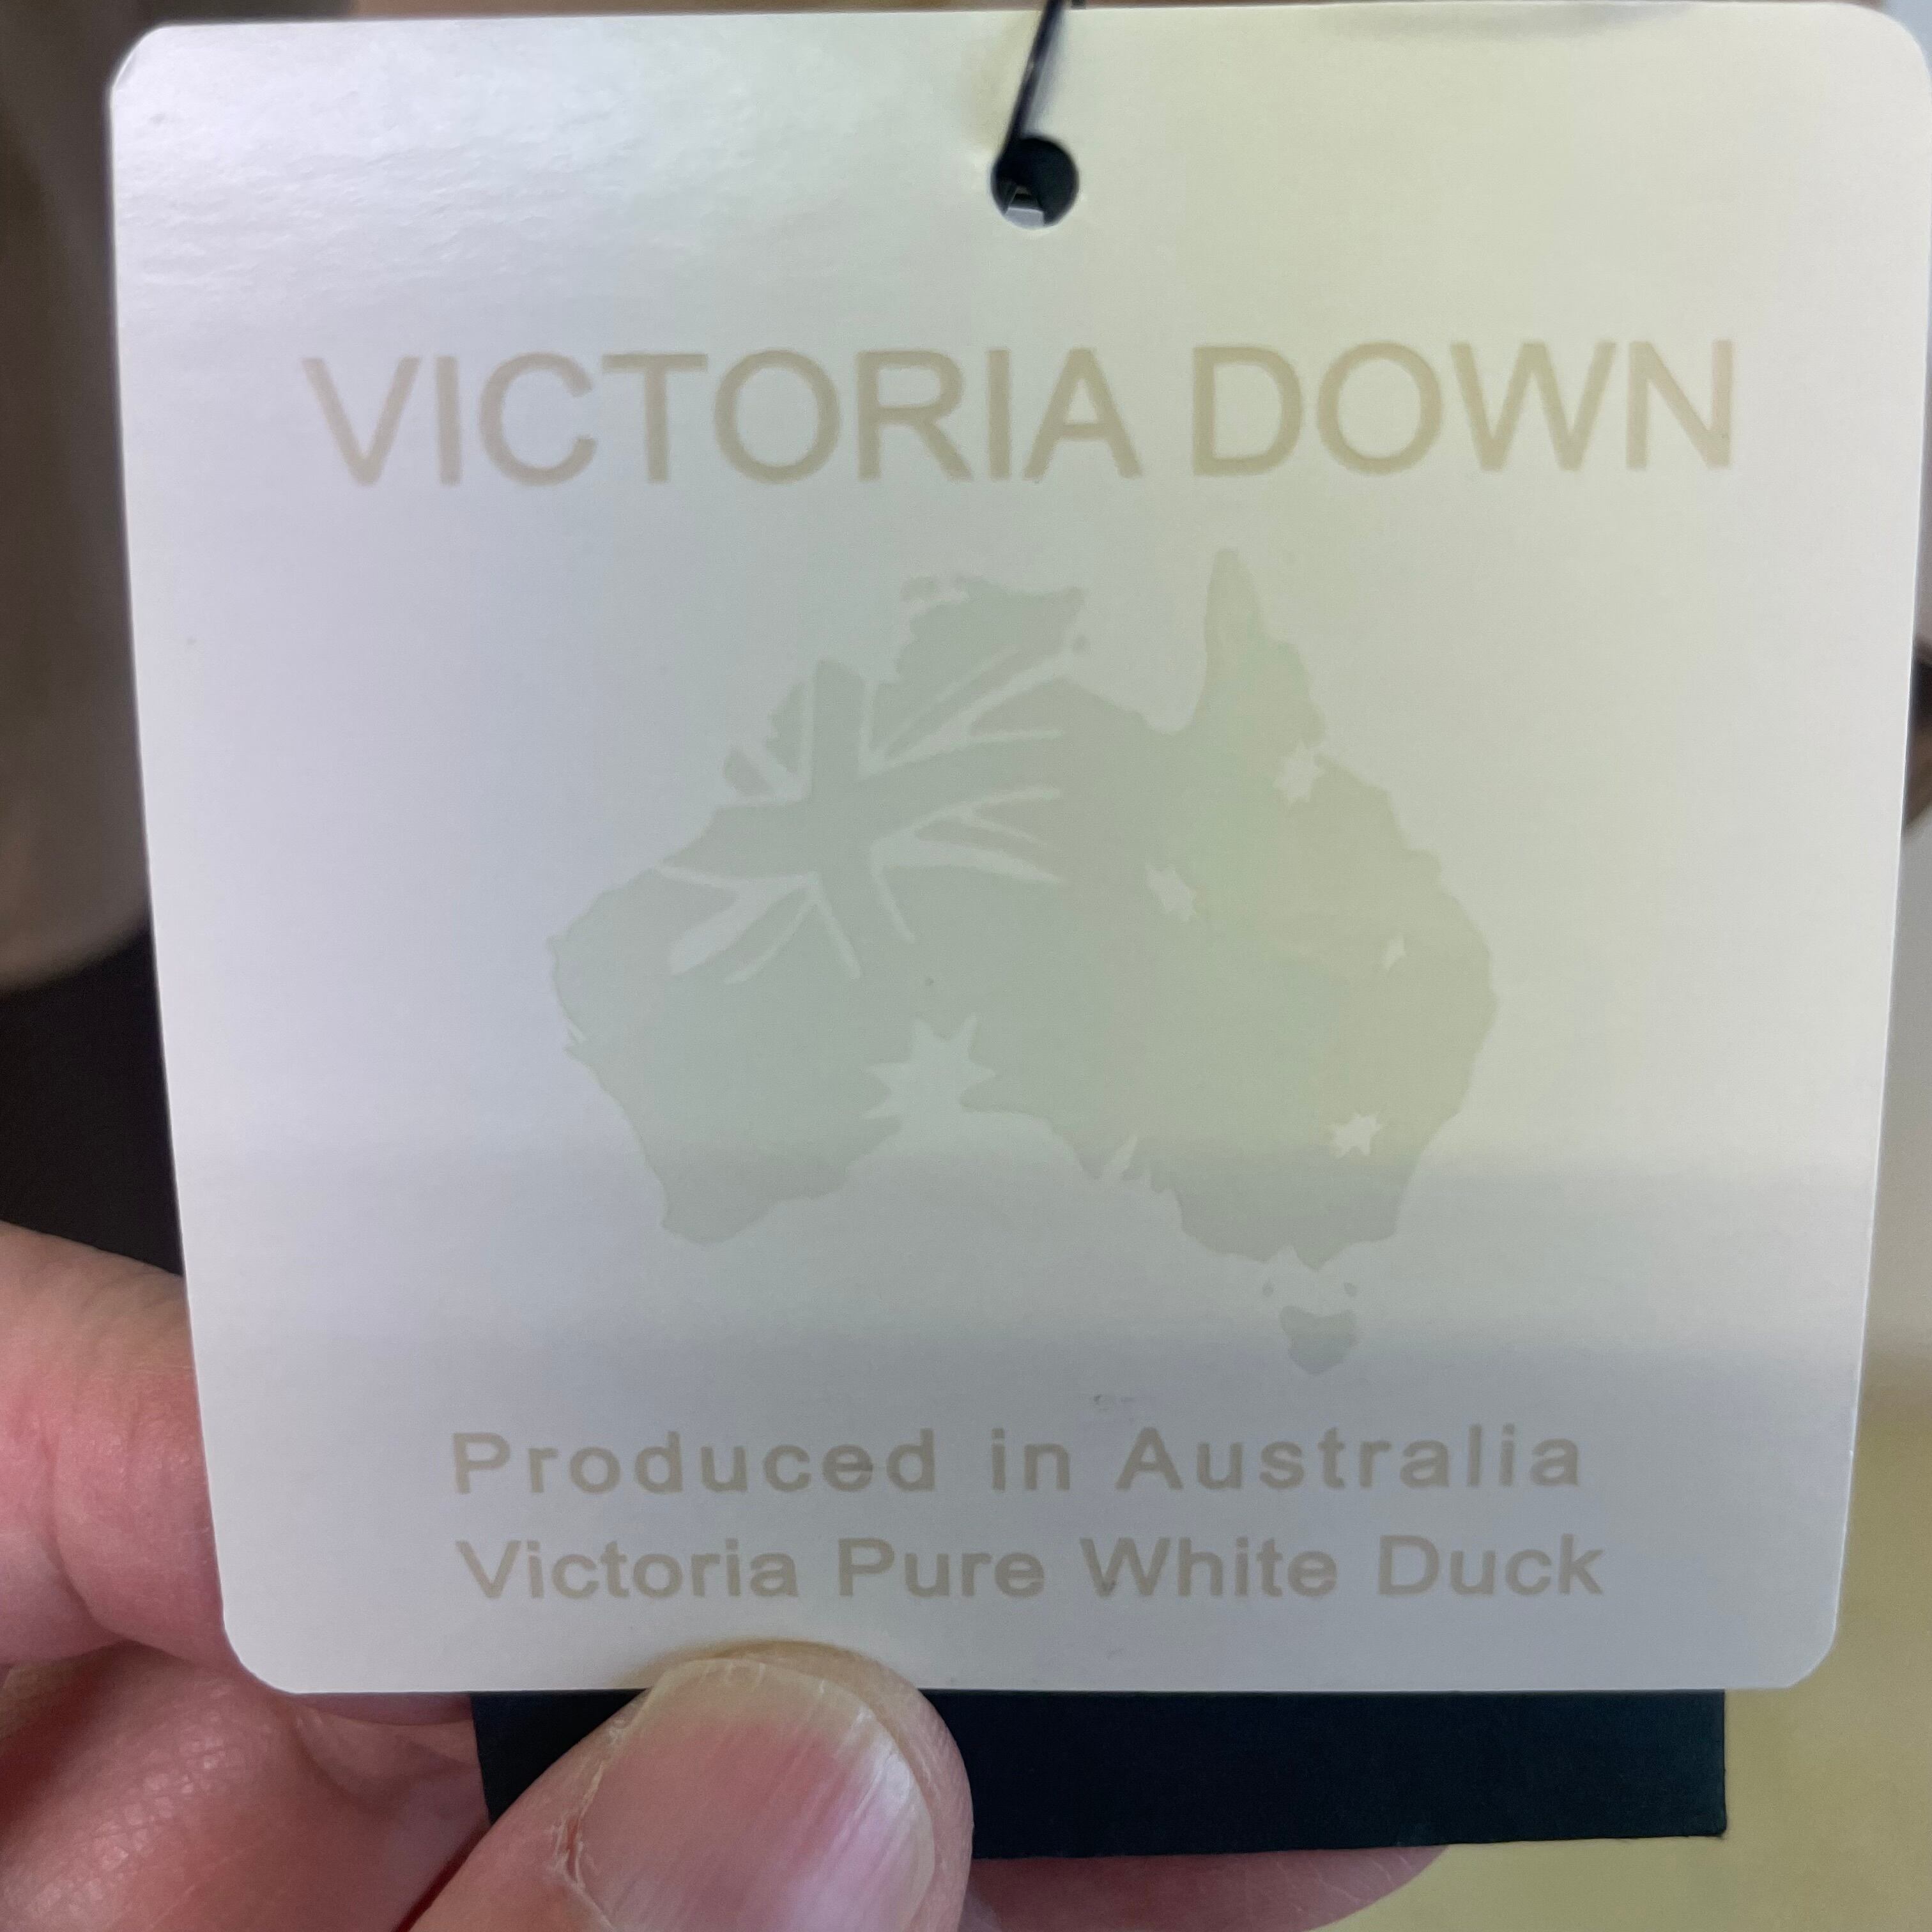 VICTORIA DOWN
Produced in Australia
Victoria Pure White Duck